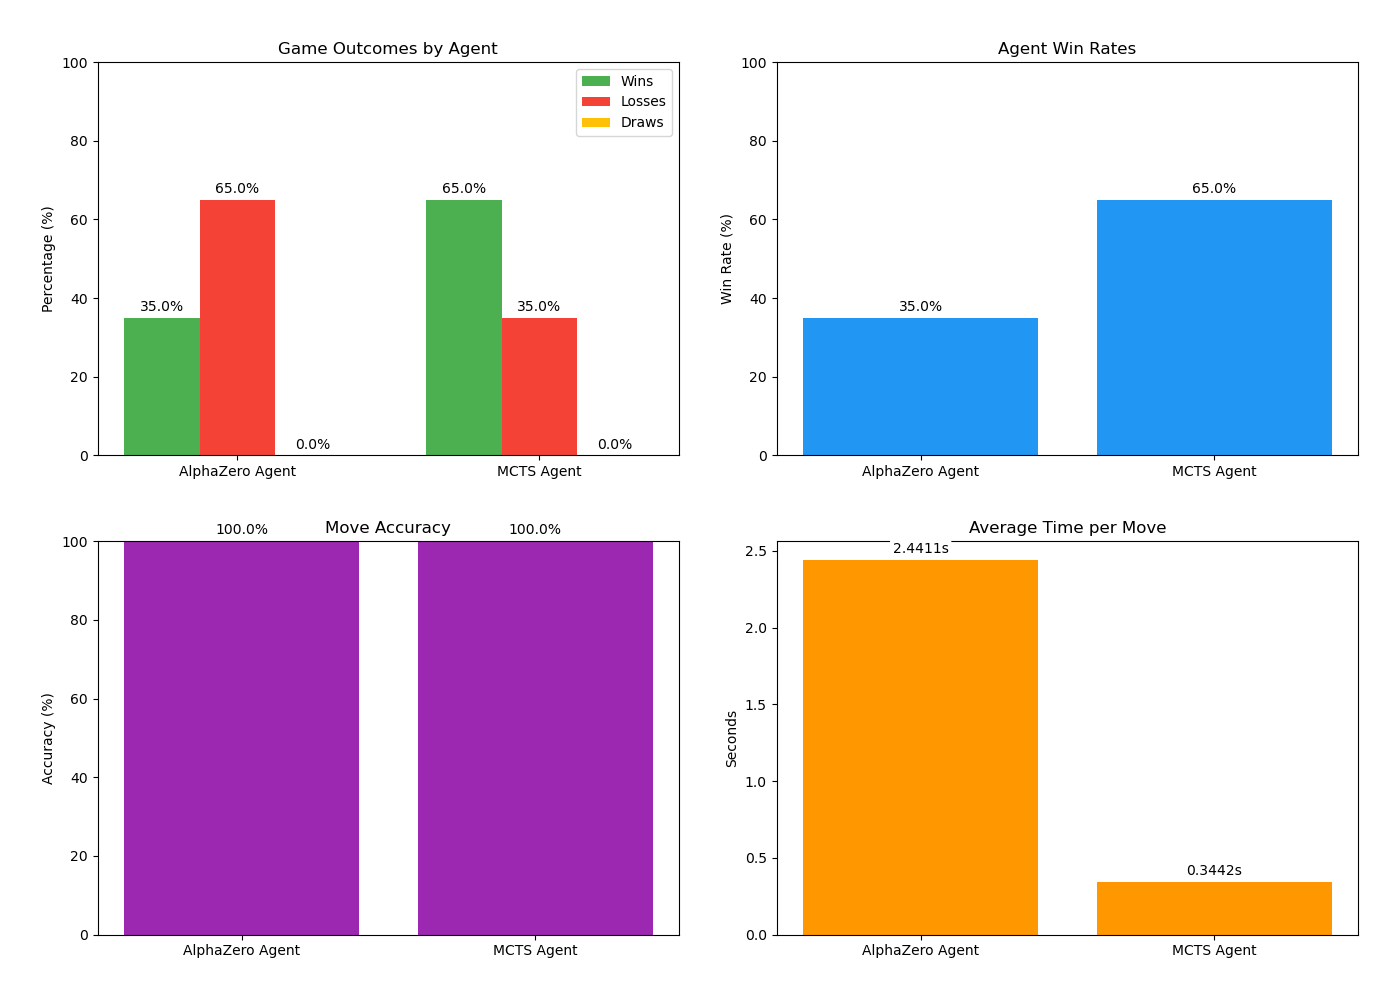 Game Outcomes by Agent
Percentage (%)
100
80
60
40
20
0
Wins
Losses
Draws
35.0%
65.0%
0.0%
65.0%
35.0%
0.0%
AlphaZero Agent
MCTS Agent
Agent Win Rates
Win Rate (%)
100
80
60
40
20
0
35.0%
65.0%
AlphaZero Agent
MCTS Agent
Move Accuracy
Accuracy (%)
100
80
60
40
20
0
100.0%
100.0%
AlphaZero Agent
MCTS Agent
Average Time per Move
Seconds
2.5
2.0
1.5
1.0
0.5
0.0
2.4411s
0.3442s
AlphaZero Agent
MCTS Agent